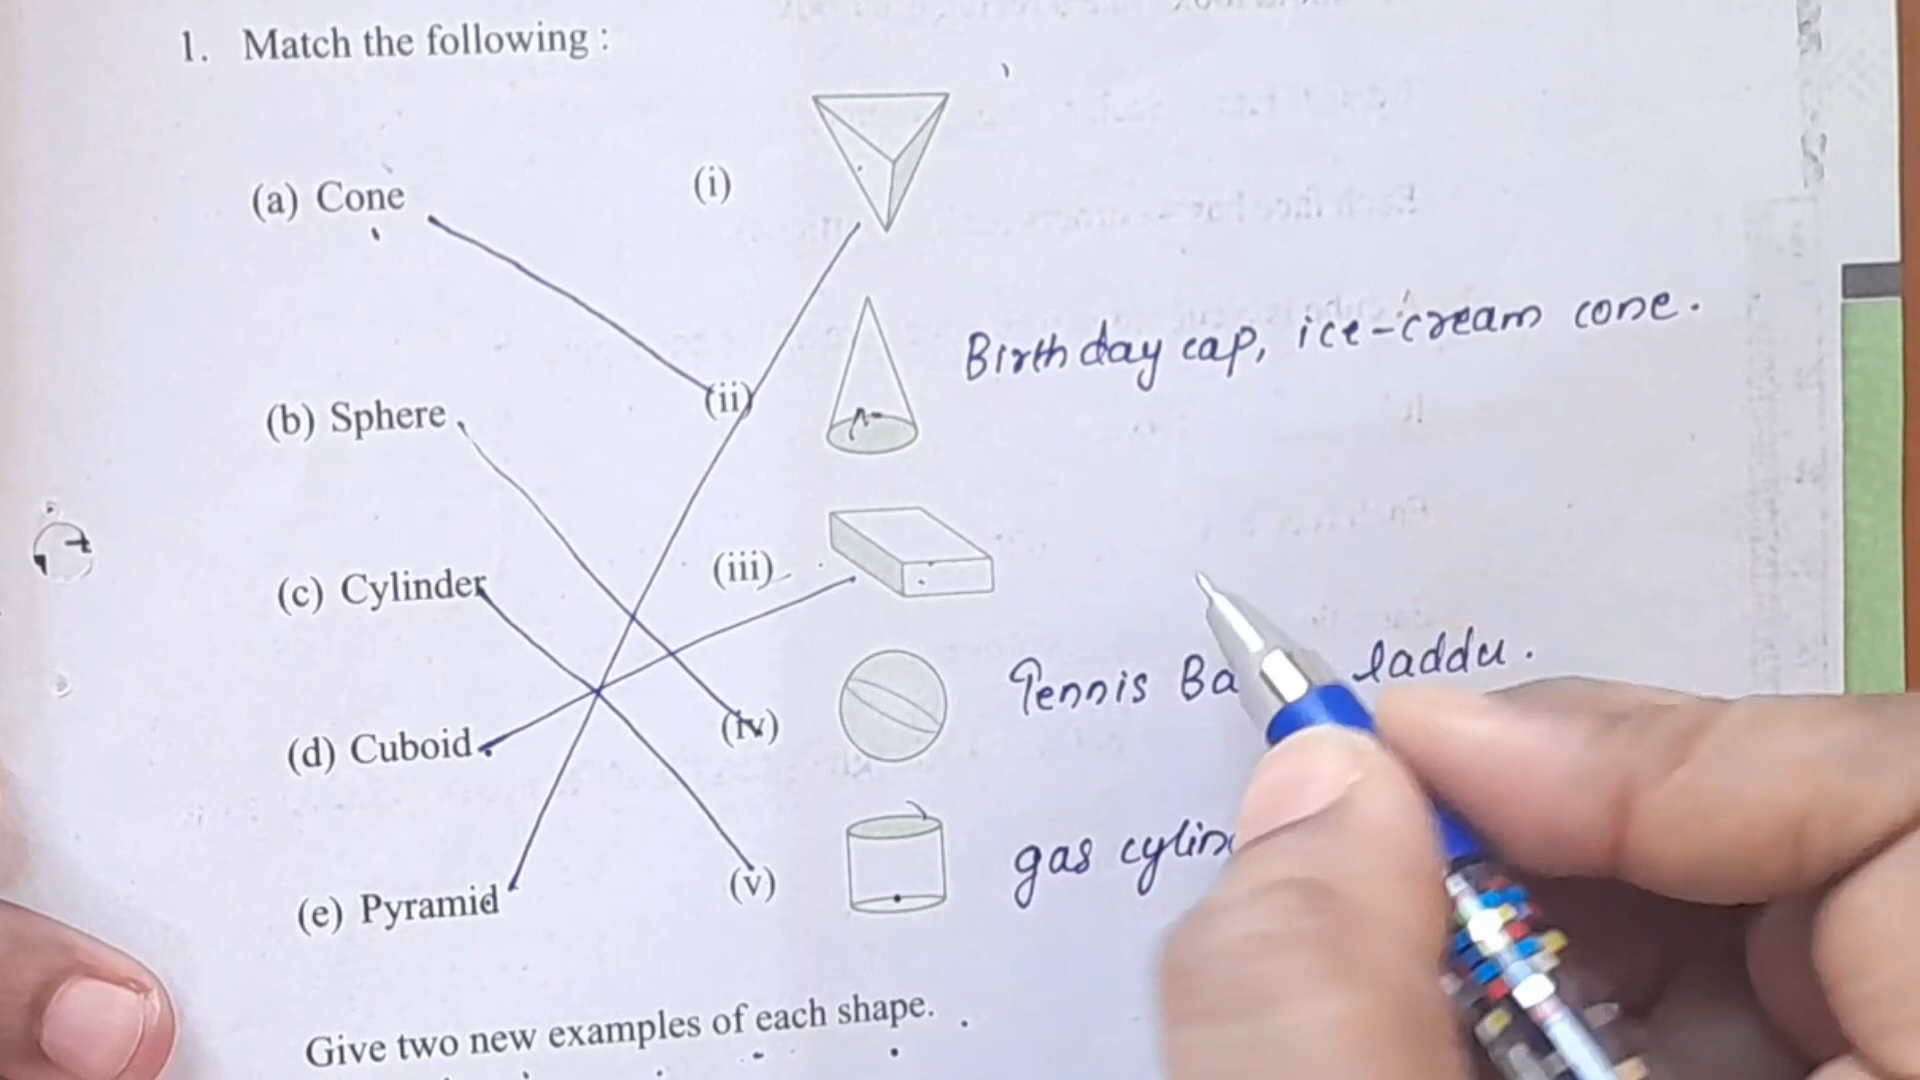 1. Match the following :
(a) Cone
(i)
(ii)
Birthday cap, ice-cream cone.
(b) Sphere
(iii)
(c) Cylinder
Tennis Ba laddu.
(d) Cuboid
(iv)
gas cylin
(e) Pyramid
(v)
Give two new examples of each shape.